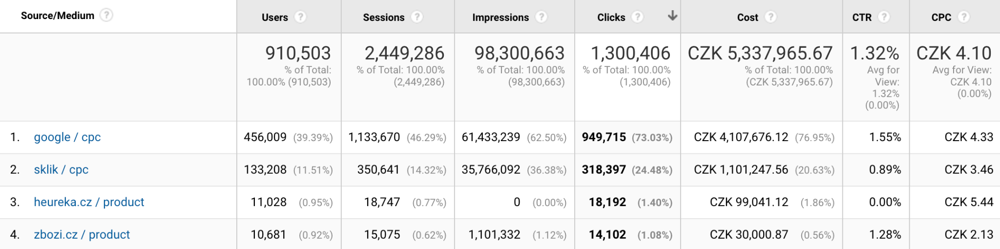 Source/Medium ? Users ? Sessions ? Impressions ? Clicks ? Cost ? CTR ? CPC ?
910,503 2,449,286 98,300,663 1,300,406 CZK 5,337,965.67 1.32% CZK 4.10
% of Total: % of Total: 100.00% % of Total: 100.00% % of Total: 100.00% % of Total: 100.00% Avg for Avg for View:
100.00% (910,503) (2,449,286) (98,300,663) (1,300,406) (CZK 5,337,965.67) View: CZK 4.10
1.32% (0.00%)
(0.00%)
1. google / cpc 456,009 (39.39%) 1,133,670 (46.29%) 61,433,239 (62.50%) 949,715 (73.03%) CZK 4,107,676.12 (76.95%) 1.55% CZK 4.33
2. sklik / cpc 133,208 (11.51%) 350,641 (14.32%) 35,766,092 (36.38%) 318,397 (24.48%) CZK 1,101,247.56 (20.63%) 0.89% CZK 3.46
3. heureka.cz / product 11,028 (0.95%) 18,747 (0.77%) 0 (0.00%) 18,192 (1.40%) CZK 99,041.12 (1.86%) 0.00% CZK 5.44
4. zbozi.cz / product 10,681 (0.92%) 15,075 (0.62%) 1,101,332 (1.12%) 14,102 (1.08%) CZK 30,000.87 (0.56%) 1.28% CZK 2.13